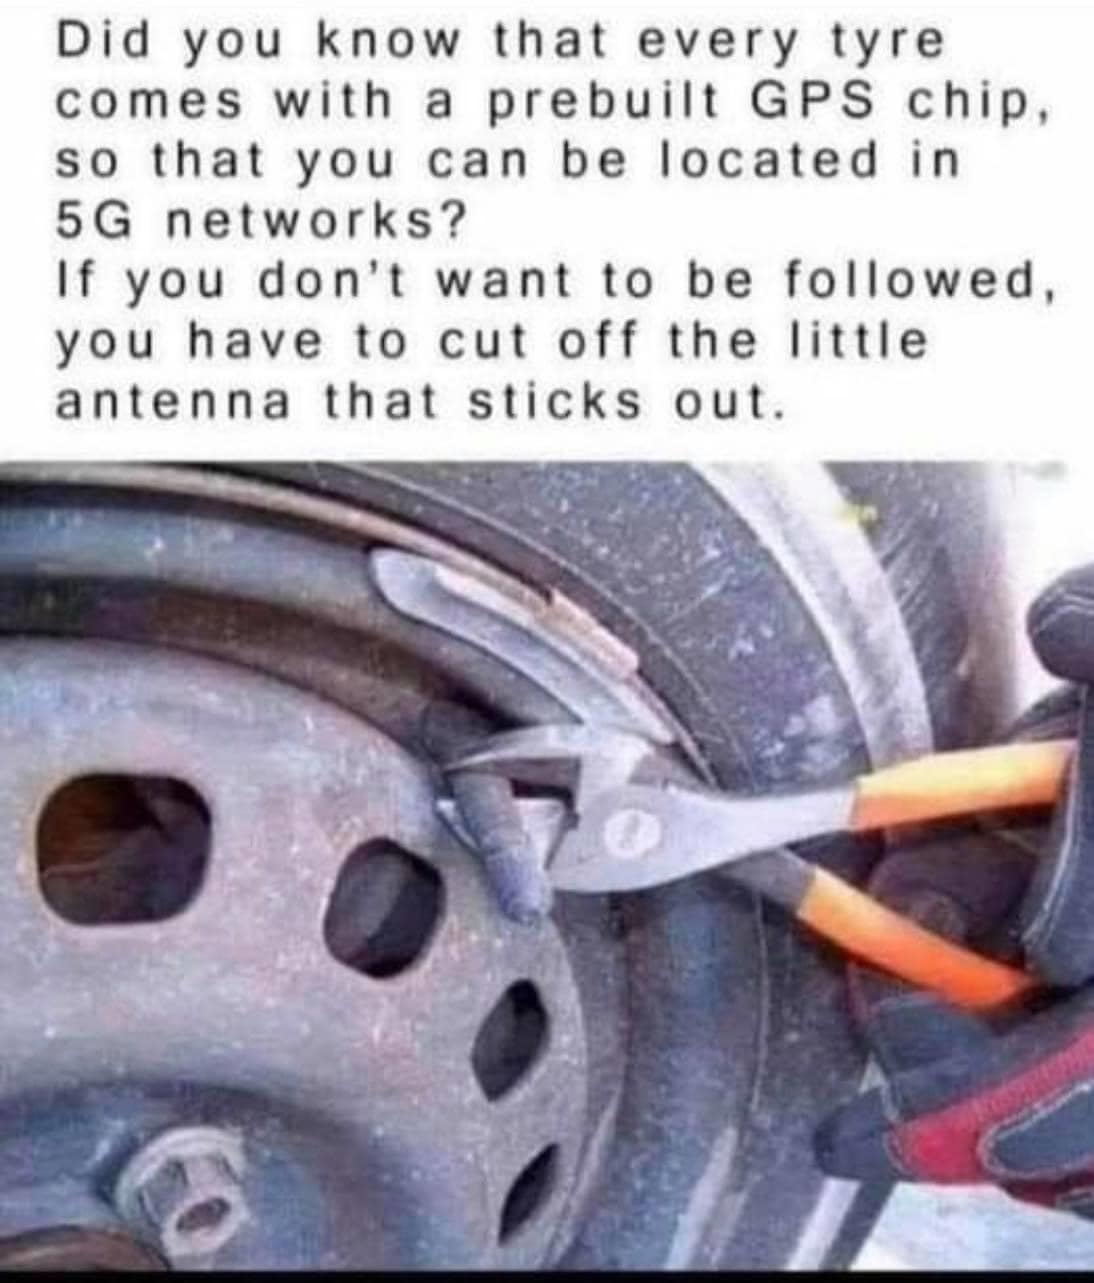 Did you know that every tyre
comes with a prebuilt GPS chip,
so that you can be located in
5G networks?
If you don't want to be followed,
you have to cut off the little
antenna that sticks out.